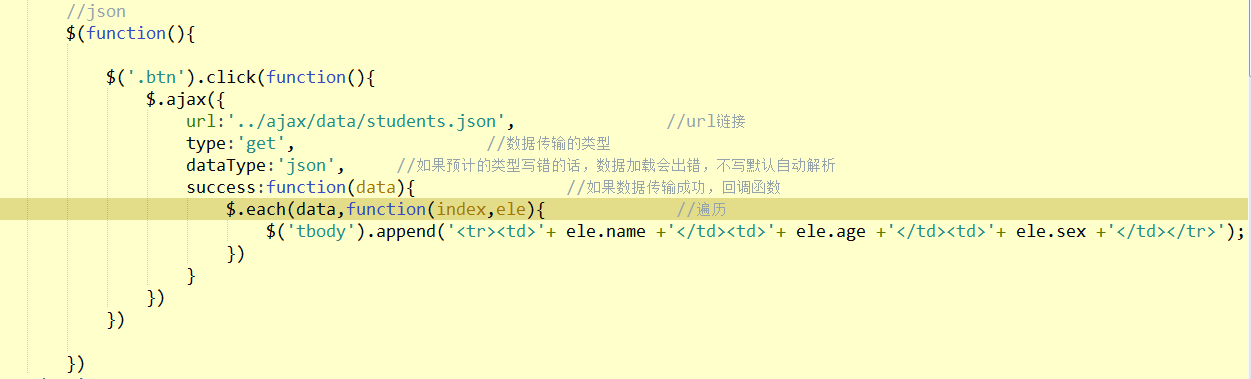 //json
$(function(){
$('.btn').click(function(){
$.ajax({
url:'../ajax/data/students.json', //url链接
type:'get', //数据传输的类型
dataType:'json', //如果预计的类型写错的话，数据加载会出错，不写默认自动解析
success:function(data){ //如果数据传输成功，回调函数
$.each(data,function(index,ele){ //遍历
$('tbody').append('<tr><td>'+ ele.name +'</td><td>'+ ele.age +'</td><td>'+ ele.sex +'</td></tr>');
})
}
})
})
})